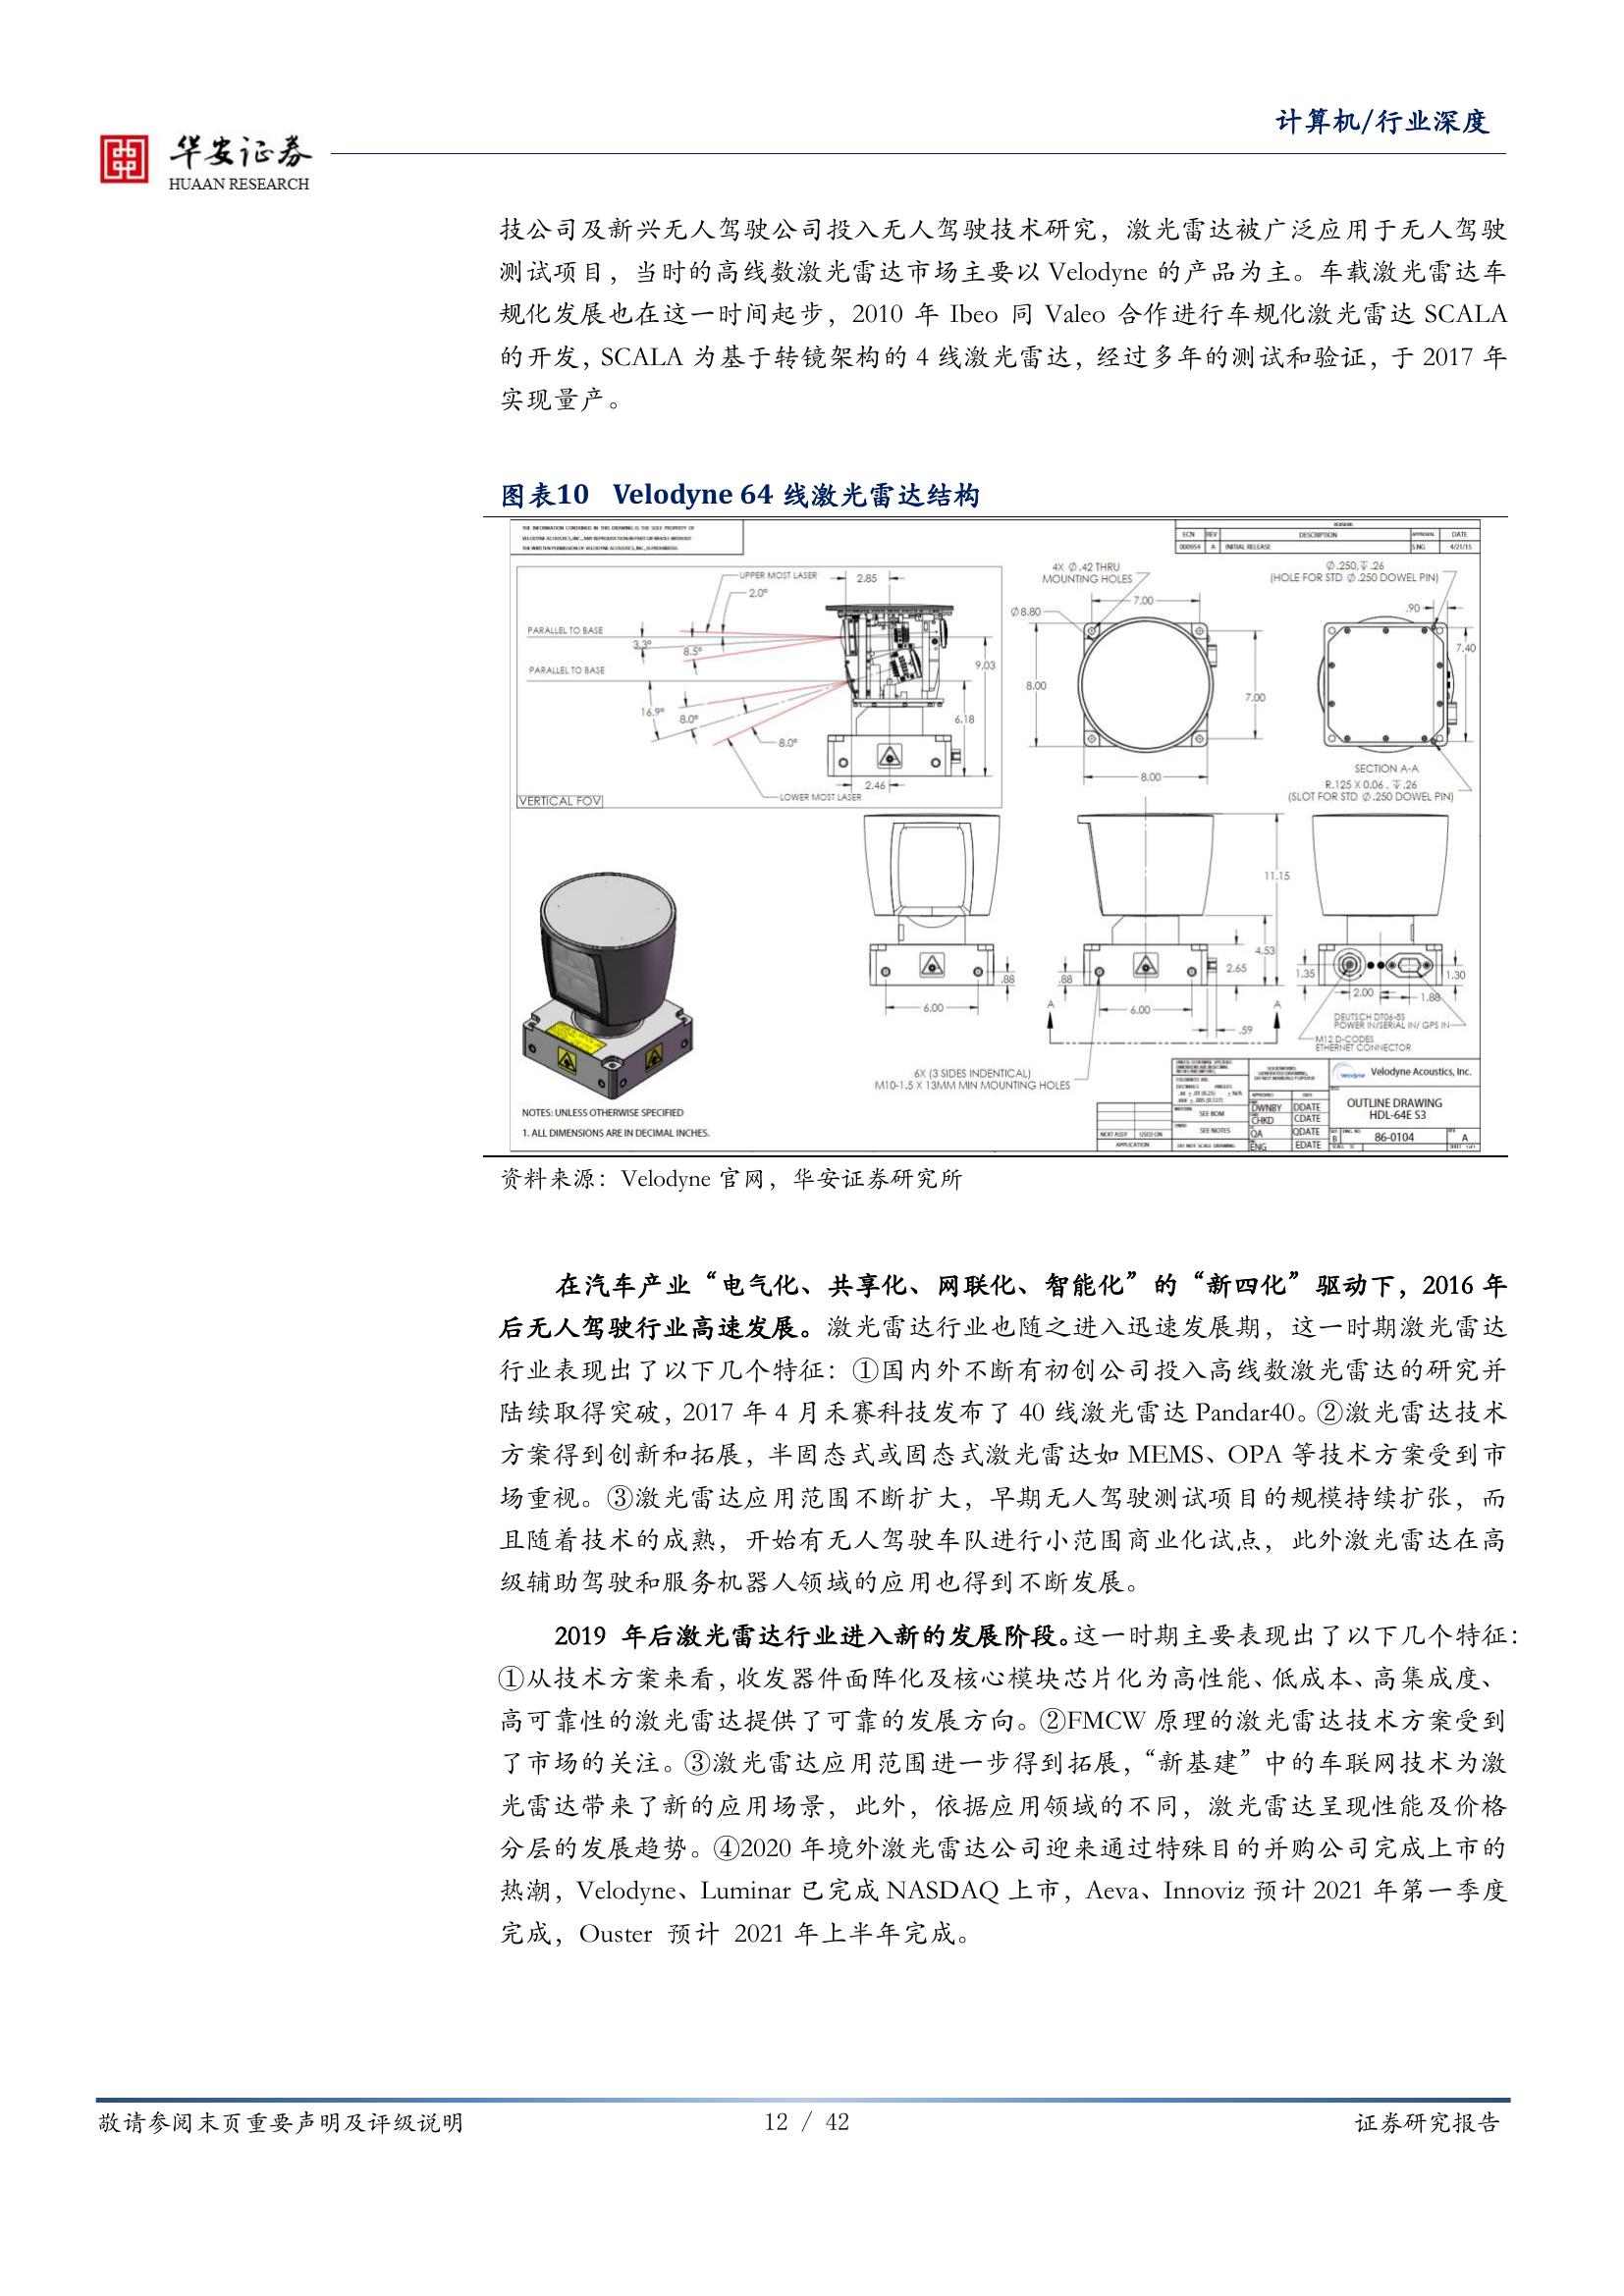 计算机/行业深度
华安证券
HUAAN RESEARCH
技公司及新兴无人驾驶公司投入无人驾驶技术研究，激光雷达被广泛应用于无人驾驶
测试项目，当时的高线数激光雷达市场主要以 Velodyne 的产品为主。车载激光雷达车
规化发展也在这一时间起步，2010 年 Ibeo 同 Valeo 合作进行车规化激光雷达 SCALA
的开发，SCALA 为基于转镜架构的 4 线激光雷达，经过多年的测试和验证，于 2017 年
实现量产。
图表10 Velodyne 64 线激光雷达结构
THE INFORMATION CONTAINED IN THIS DRAWING IS THE SOLE PROPERTY OF
VELODYNE ACOUSTICS, INC., ANY REPRODUCTION IN PART OR WHOLE WITHOUT
THE WRITTEN PERMISSION OF VELODYNE ACOUSTICS, INC., IS PROHIBITED.
ECN REV DESCRIPTION APPROVAL DATE
000954 A INITIAL RELEASE 4/21/15
UPPER MOST LASER
2.0°
2.85
PARALLEL TO BASE
3.3°
8.5°
PARALLEL TO BASE
9.03
16.9°
8.0°
6.18
8.0°
2.46
LOWER MOST LASER
VERTICAL FOV
4X Ø.42 THRU
MOUNTING HOLES
Ø8.80
7.00
8.00
7.00
8.00
Ø.250,↧.26
(HOLE FOR STD Ø.250 DOWEL PIN)
.90
7.40
SECTION A-A
R.125 X 0.06 , ↧.26
(SLOT FOR STD Ø.250 DOWEL PIN)
11.15
4.53
2.65
.88
6.00
.88
6.00
.59
A
A
1.35
1.30
2.00
1.88
DEUTSCH DT06-8S
POWER IN/SERIAL IN/ GPS IN
M12 D-CODES
ETHERNET CONNECTOR
6X (3 SIDES INDENTICAL)
M10-1.5 X 13MM MIN MOUNTING HOLES
NOTES: UNLESS OTHERWISE SPECIFIED
1. ALL DIMENSIONS ARE IN DECIMAL INCHES.
NEXT ASSY USED ON
APPLICATION
SEE BOM
SEE NOTES
DO NOT SCALE DRAWING
DWNBY DDATE
CHKD CDATE
QA QDATE
ENG EDATE
Velodyne Acoustics, Inc.
OUTLINE DRAWING
HDL-64E S3
B 86-0104 A
资料来源：Velodyne 官网，华安证券研究所
在汽车产业“电气化、共享化、网联化、智能化”的“新四化”驱动下，2016 年
后无人驾驶行业高速发展。激光雷达行业也随之进入迅速发展期，这一时期激光雷达
行业表现出了以下几个特征：①国内外不断有初创公司投入高线数激光雷达的研究并
陆续取得突破，2017 年 4 月禾赛科技发布了 40 线激光雷达 Pandar40。②激光雷达技术
方案得到创新和拓展，半固态式或固态式激光雷达如 MEMS、OPA 等技术方案受到市
场重视。③激光雷达应用范围不断扩大，早期无人驾驶测试项目的规模持续扩张，而
且随着技术的成熟，开始有无人驾驶车队进行小范围商业化试点，此外激光雷达在高
级辅助驾驶和服务机器人领域的应用也得到不断发展。
2019 年后激光雷达行业进入新的发展阶段。这一时期主要表现出了以下几个特征：
①从技术方案来看，收发器件面阵化及核心模块芯片化为高性能、低成本、高集成度、
高可靠性的激光雷达提供了可靠的发展方向。②FMCW 原理的激光雷达技术方案受到
了市场的关注。③激光雷达应用范围进一步得到拓展，“新基建”中的车联网技术为激
光雷达带来了新的应用场景，此外，依据应用领域的不同，激光雷达呈现性能及价格
分层的发展趋势。④2020 年境外激光雷达公司迎来通过特殊目的并购公司完成上市的
热潮，Velodyne、Luminar 已完成 NASDAQ 上市，Aeva、Innoviz 预计 2021 年第一季度
完成，Ouster 预计 2021 年上半年完成。
敬请参阅末页重要声明及评级说明
12 / 42
证券研究报告